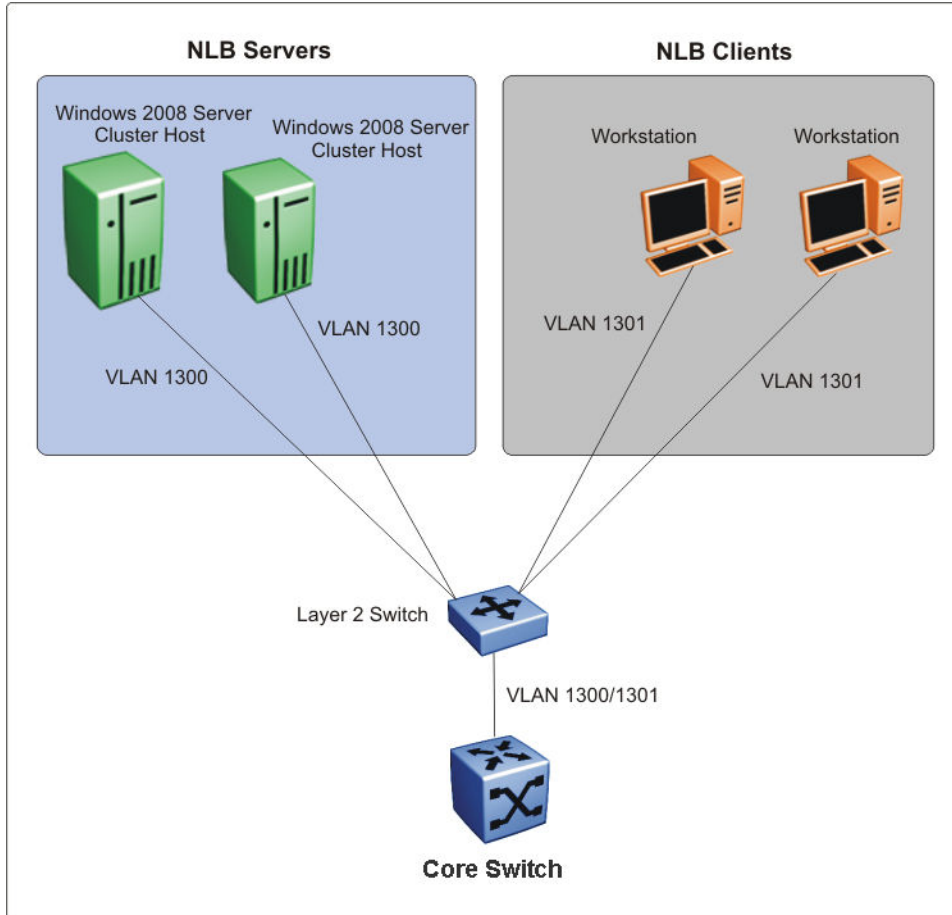 NLB Servers
NLB Clients
Windows 2008 Server
Cluster Host
Windows 2008 Server
Cluster Host
Workstation
Workstation
VLAN 1300
VLAN 1300
VLAN 1301
VLAN 1301
Layer 2 Switch
VLAN 1300/1301
Core Switch